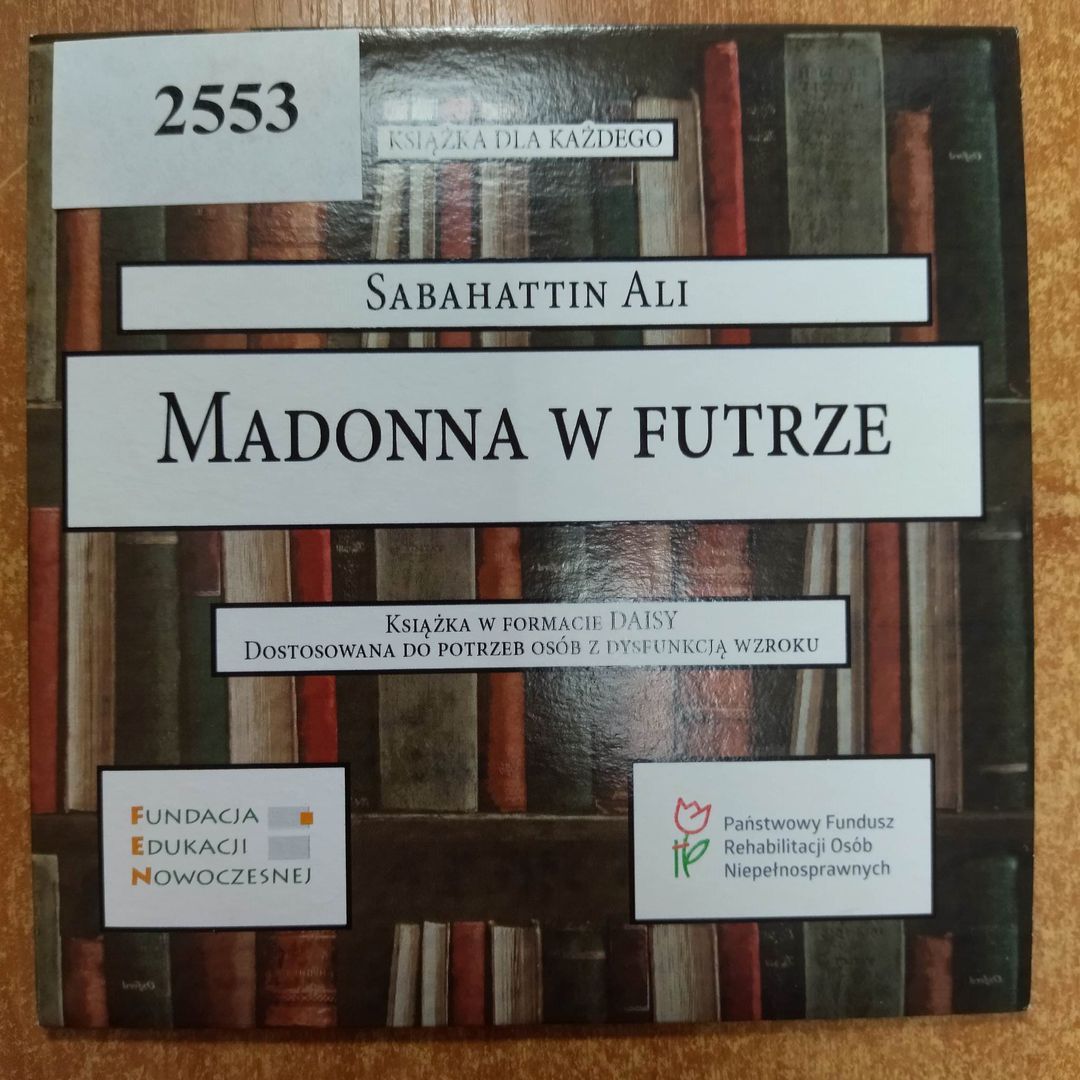 2553
KSIĄŻKA DLA KAŻDEGO
SABAHATTIN ALI
MADONNA W FUTRZE
KSIĄŻKA W FORMACIE DAISY
DOSTOSOWANA DO POTRZEB OSÓB Z DYSFUNKCJĄ WZROKU
FUNDACJA
EDUKACJI
NOWOCZESNEJ
Państwowy Fundusz
Rehabilitacji Osób
Niepełnosprawnych